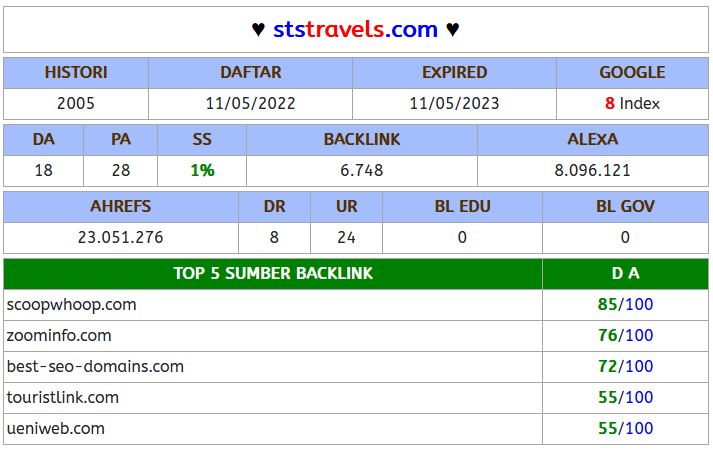 ♥ ststravels.com ♥
HISTORI DAFTAR EXPIRED GOOGLE
2005 11/05/2022 11/05/2023 8 Index
DA PA SS BACKLINK ALEXA
18 28 1% 6.748 8.096.121
AHREFS DR UR BL EDU BL GOV
23.051.276 8 24 0 0
TOP 5 SUMBER BACKLINK D A
scoopwhoop.com 85/100
zoominfo.com 76/100
best-seo-domains.com 72/100
touristlink.com 55/100
ueniweb.com 55/100